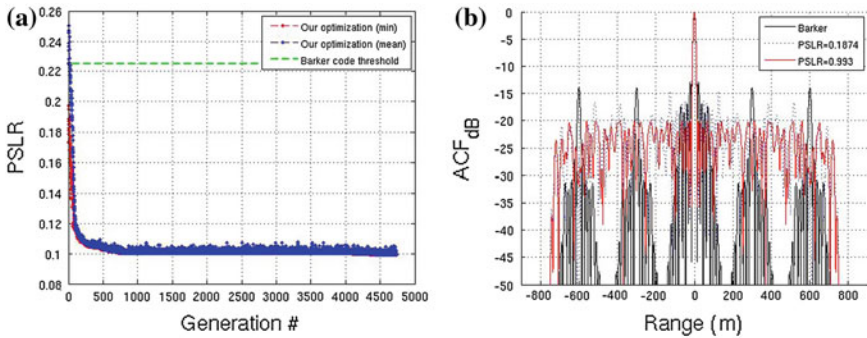 (a)
0.26
0.24
0.22
0.2
0.18
0.16
0.14
0.12
0.1
0.08
PSLR
Our optimization (min)
Our optimization (mean)
Barker code threshold
0 500 1000 1500 2000 2500 3000 3500 4000 4500 5000
Generation #
(b)
0
-5
-10
-15
-20
-25
-30
-35
-40
-45
-50
ACFdB
Barker
PSLR=0.1874
PSLR=0.993
-800 -600 -400 -200 0 200 400 600 800
Range (m)